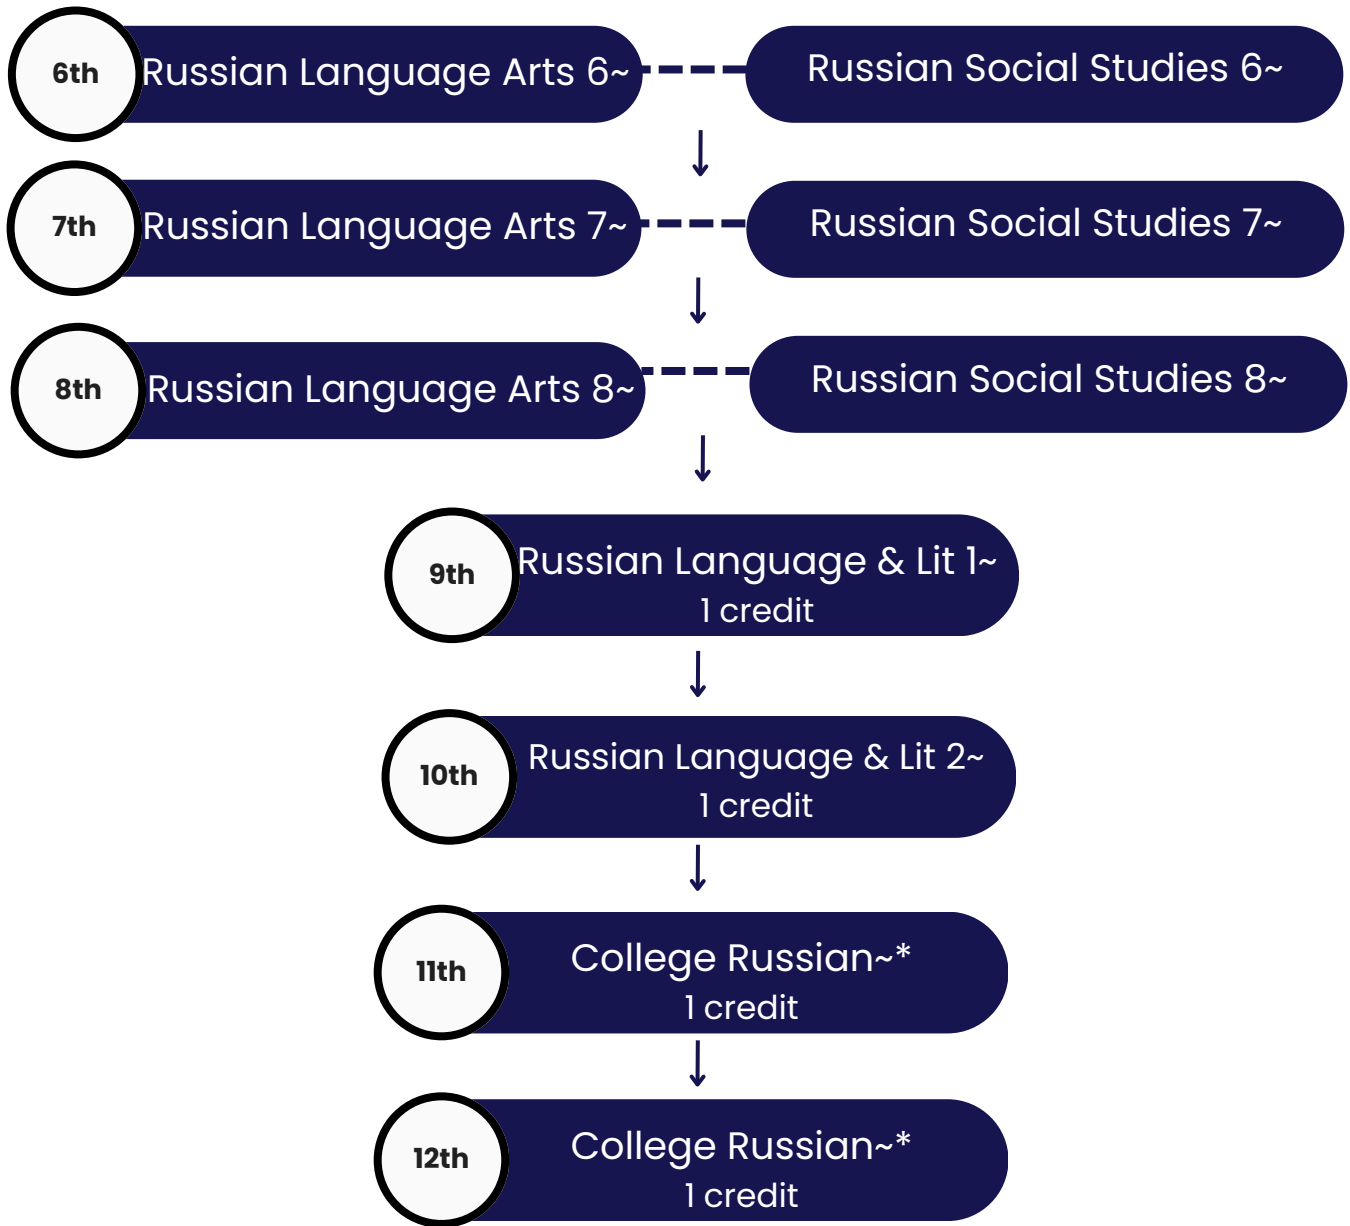 6th
Russian Language Arts 6~
Russian Social Studies 6~
7th
Russian Language Arts 7~
Russian Social Studies 7~
8th
Russian Language Arts 8~
Russian Social Studies 8~
9th
Russian Language & Lit 1~
1 credit
10th
Russian Language & Lit 2~
1 credit
11th
College Russian~*
1 credit
12th
College Russian~*
1 credit